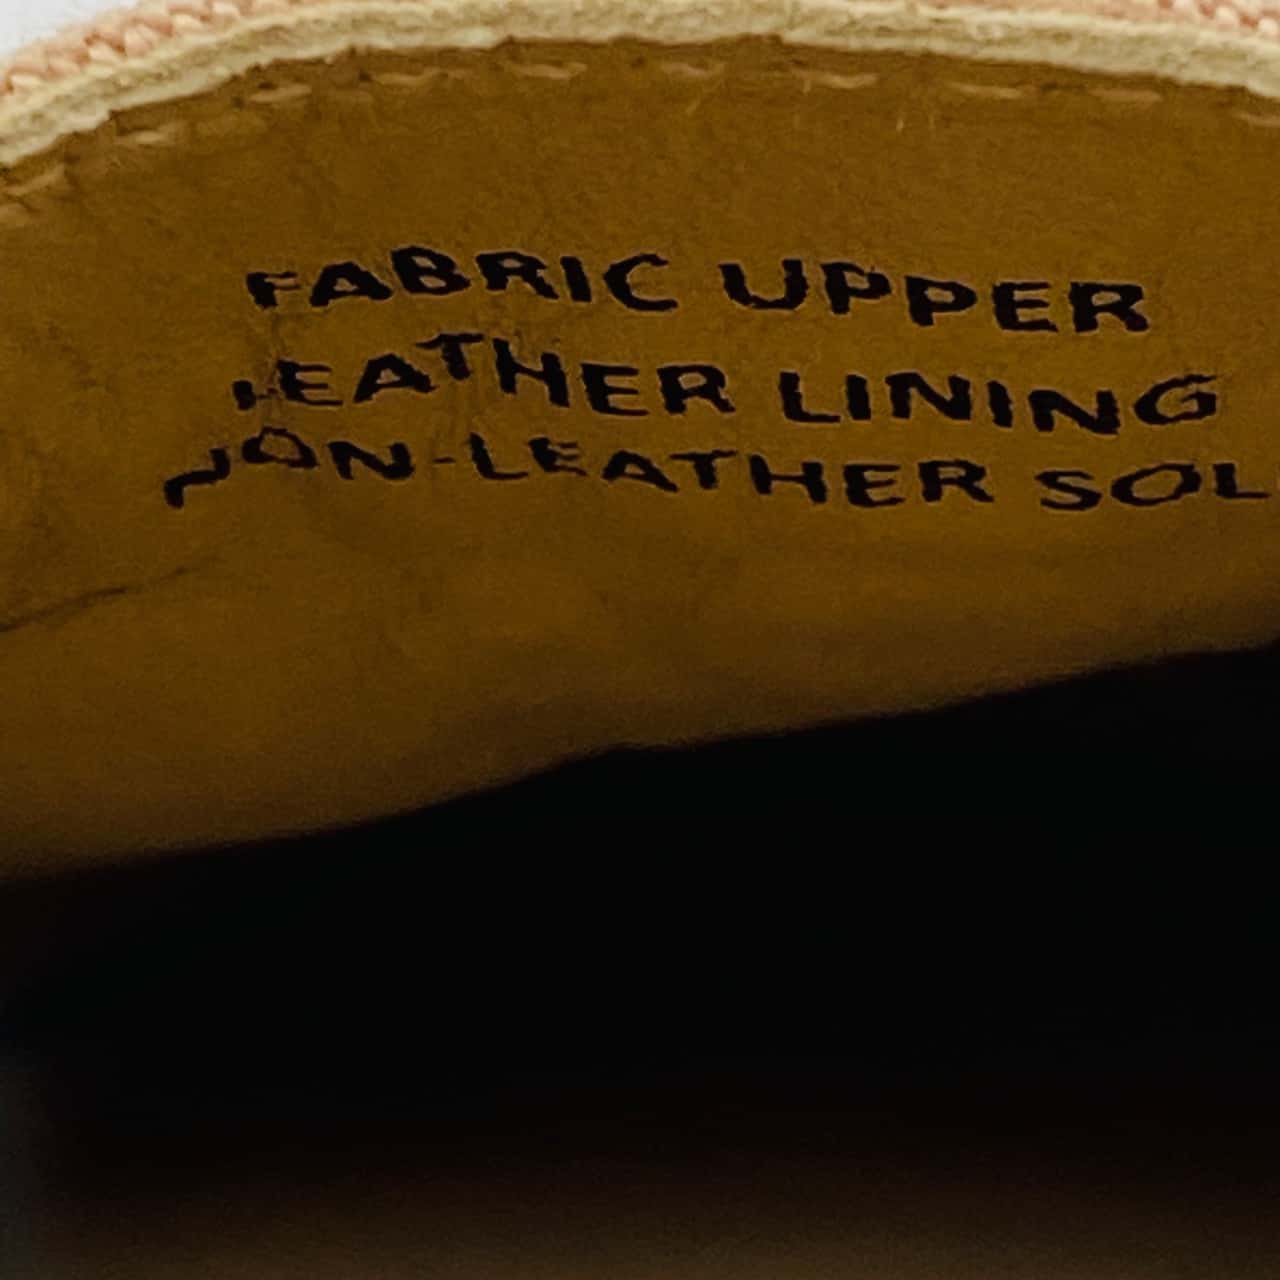 FABRIC UPPER
LEATHER LINING
NON-LEATHER SOL